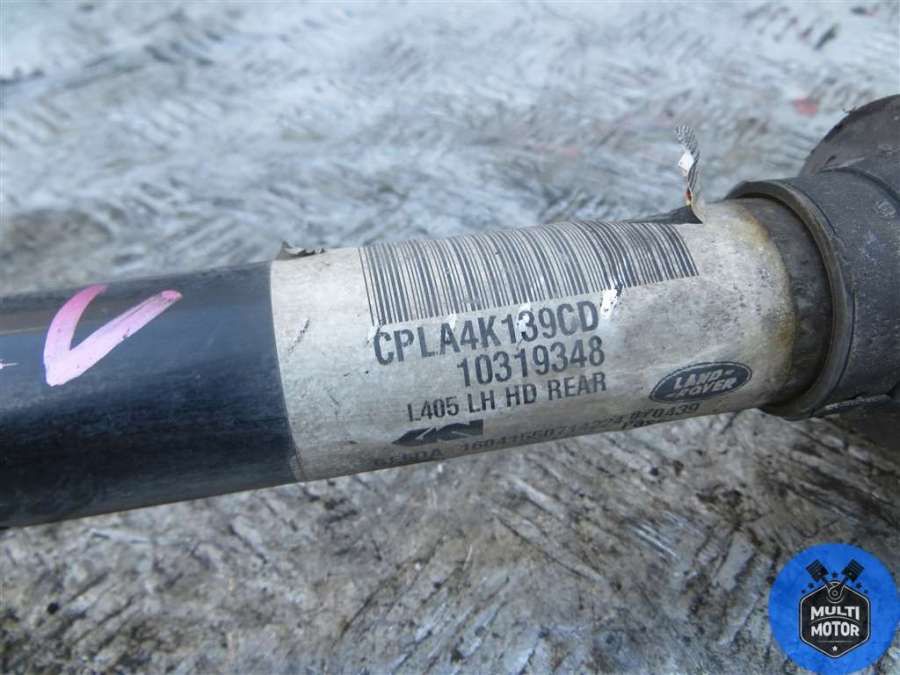 CPLA4K139CD
10319348
L405 LH HD REAR
LAND-
-ROVER
GKN
MULTI
MOTOR